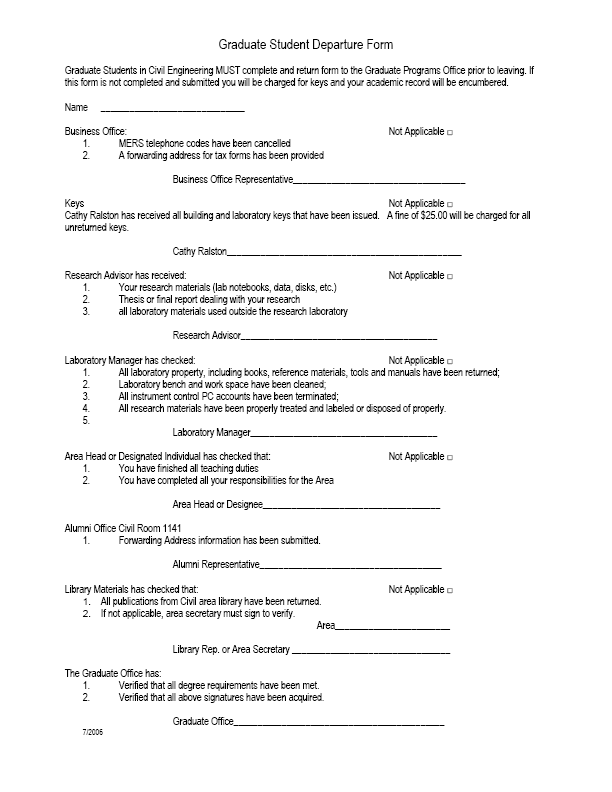 Graduate Student Departure Form
Graduate Students in Civil Engineering MUST complete and return form to the Graduate Programs Office prior to leaving. If
this form is not completed and submitted you will be charged for keys and your academic record will be encumbered.
Name ____________________________
Business Office: Not Applicable □
1. MERS telephone codes have been cancelled
2. A forwarding address for tax forms has been provided
Business Office Representative__________________________________
Keys Not Applicable □
Cathy Ralston has received all building and laboratory keys that have been issued. A fine of $25.00 will be charged for all
unreturned keys.
Cathy Ralston______________________________________________
Research Advisor has received: Not Applicable □
1. Your research materials (lab notebooks, data, disks, etc.)
2. Thesis or final report dealing with your research
3. all laboratory materials used outside the research laboratory
Research Advisor_______________________________________
Laboratory Manager has checked: Not Applicable □
1. All laboratory property, including books, reference materials, tools and manuals have been returned;
2. Laboratory bench and work space have been cleaned;
3. All instrument control PC accounts have been terminated;
4. All research materials have been properly treated and labeled or disposed of properly.
5.
Laboratory Manager_____________________________________
Area Head or Designated Individual has checked that: Not Applicable □
1. You have finished all teaching duties
2. You have completed all your responsibilities for the Area
Area Head or Designee___________________________________
Alumni Office Civil Room 1141
1. Forwarding Address information has been submitted.
Alumni Representative____________________________________
Library Materials has checked that: Not Applicable □
1. All publications from Civil area library have been returned.
2. If not applicable, area secretary must sign to verify.
Area_______________________
Library Rep. or Area Secretary _______________________________
The Graduate Office has:
1. Verified that all degree requirements have been met.
2. Verified that all above signatures have been acquired.
Graduate Office__________________________________________
7/2006